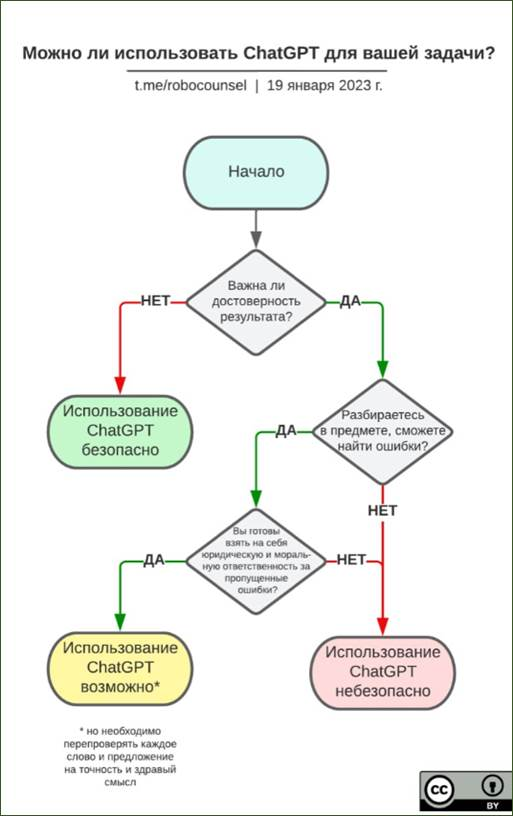 Можно ли использовать ChatGPT для вашей задачи?
t.me/robocounsel | 19 января 2023 г.
Начало
Важна ли
достоверность
результата?
НЕТ
ДА
Использование
ChatGPT
безопасно
Разбираетесь
в предмете, сможете
найти ошибки?
ДА
НЕТ
Вы готовы
взять на себя
юридическую и мораль-
ную ответственность за
пропущенные
ошибки?
ДА
НЕТ
Использование
ChatGPT
возможно*
Использование
ChatGPT
небезопасно
* но необходимо
перепроверять каждое
слово и предложение
на точность и здравый
смысл
cc
BY